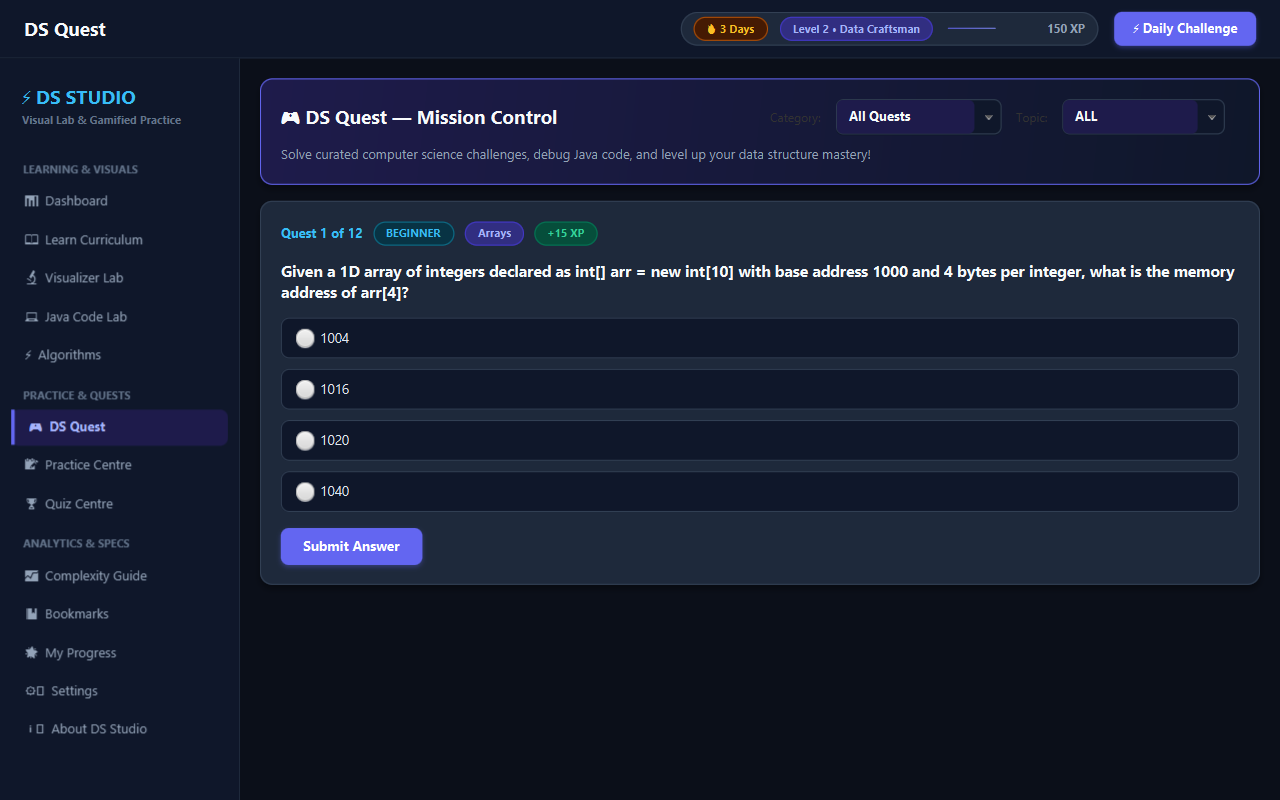 DS Quest
3 Days
Level 2 • Data Craftsman
150 XP
⚡ Daily Challenge
⚡ DS STUDIO
Visual Lab & Gamified Practice
LEARNING & VISUALS
Dashboard
Learn Curriculum
Visualizer Lab
Java Code Lab
⚡ Algorithms
PRACTICE & QUESTS
DS Quest
Practice Centre
Quiz Centre
ANALYTICS & SPECS
Complexity Guide
Bookmarks
My Progress
Settings
About DS Studio
🎮 DS Quest — Mission Control
Category:
All Quests
Topic:
ALL
Solve curated computer science challenges, debug Java code, and level up your data structure mastery!
Quest 1 of 12
BEGINNER
Arrays
+15 XP
Given a 1D array of integers declared as int[] arr = new int[10] with base address 1000 and 4 bytes per integer, what is the memory
address of arr[4]?
1004
1016
1020
1040
Submit Answer